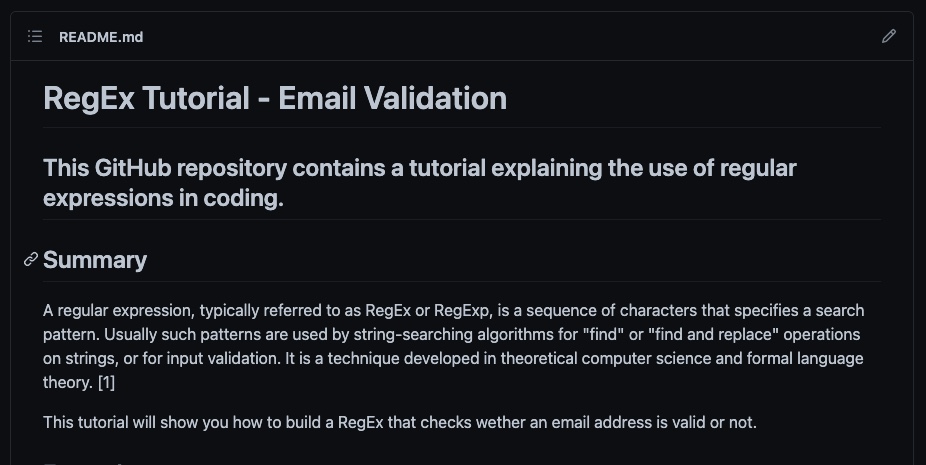 README.md
RegEx Tutorial - Email Validation
This GitHub repository contains a tutorial explaining the use of regular
expressions in coding.
Summary
A regular expression, typically referred to as RegEx or RegExp, is a sequence of characters that specifies a search
pattern. Usually such patterns are used by string-searching algorithms for "find" or "find and replace" operations
on strings, or for input validation. It is a technique developed in theoretical computer science and formal language
theory. [1]
This tutorial will show you how to build a RegEx that checks wether an email address is valid or not.